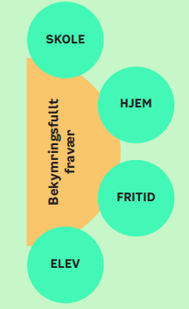 SKOLE
HJEM
Bekymringsfullt
fravær
FRITID
ELEV